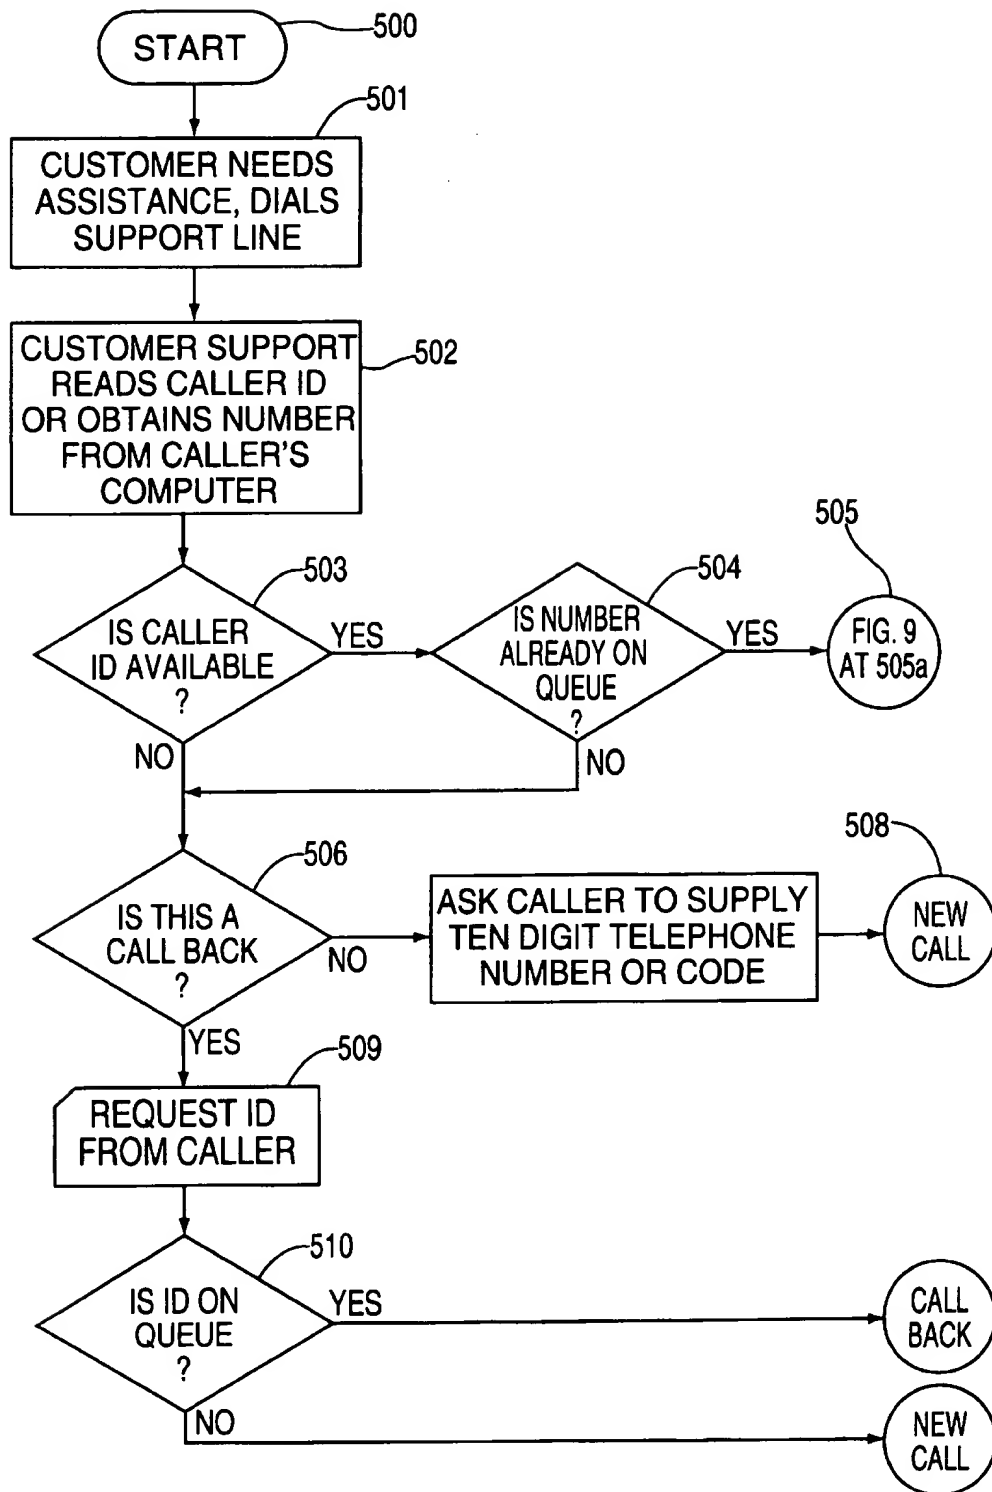 START
500
501
CUSTOMER NEEDS
ASSISTANCE, DIALS
SUPPORT LINE
CUSTOMER SUPPORT
READS CALLER ID
OR OBTAINS NUMBER
FROM CALLER'S
COMPUTER
502
503
IS CALLER
ID AVAILABLE
?
YES
NO
504
IS NUMBER
ALREADY ON
QUEUE
?
YES
NO
505
FIG. 9
AT 505a
506
IS THIS A
CALL BACK
?
NO
YES
ASK CALLER TO SUPPLY
TEN DIGIT TELEPHONE
NUMBER OR CODE
508
NEW
CALL
509
REQUEST ID
FROM CALLER
510
IS ID ON
QUEUE
?
YES
CALL
BACK
NO
NEW
CALL